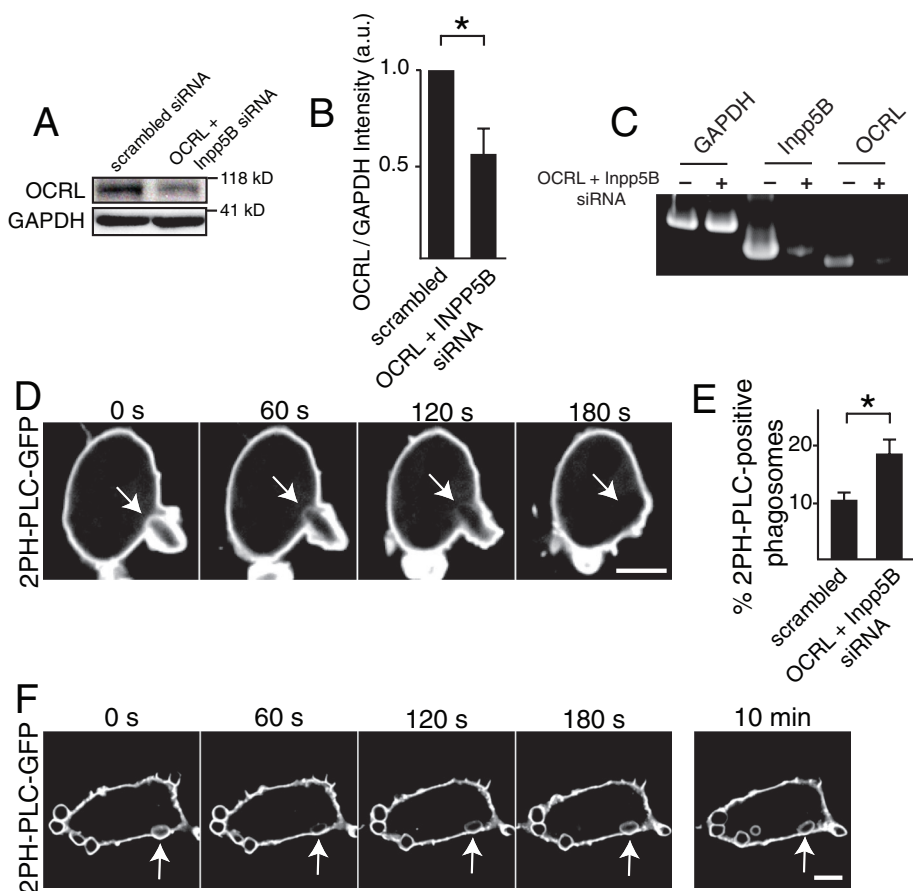 A
scrambled siRNA
OCRL +
Inpp5B siRNA
OCRL
118 kD
GAPDH
41 kD
B
*
OCRL / GAPDH Intensity (a.u.)
1.0
0.5
scrambled
OCRL + INPP5B
siRNA
C
GAPDH
Inpp5B
OCRL
OCRL + Inpp5B
siRNA
− + − + − +
D
0 s 60 s 120 s 180 s
2PH-PLC-GFP
E
*
% 2PH-PLC-positive
phagosomes
20
10
scrambled
OCRL + Inpp5B
siRNA
F
0 s 60 s 120 s 180 s 10 min
2PH-PLC-GFP